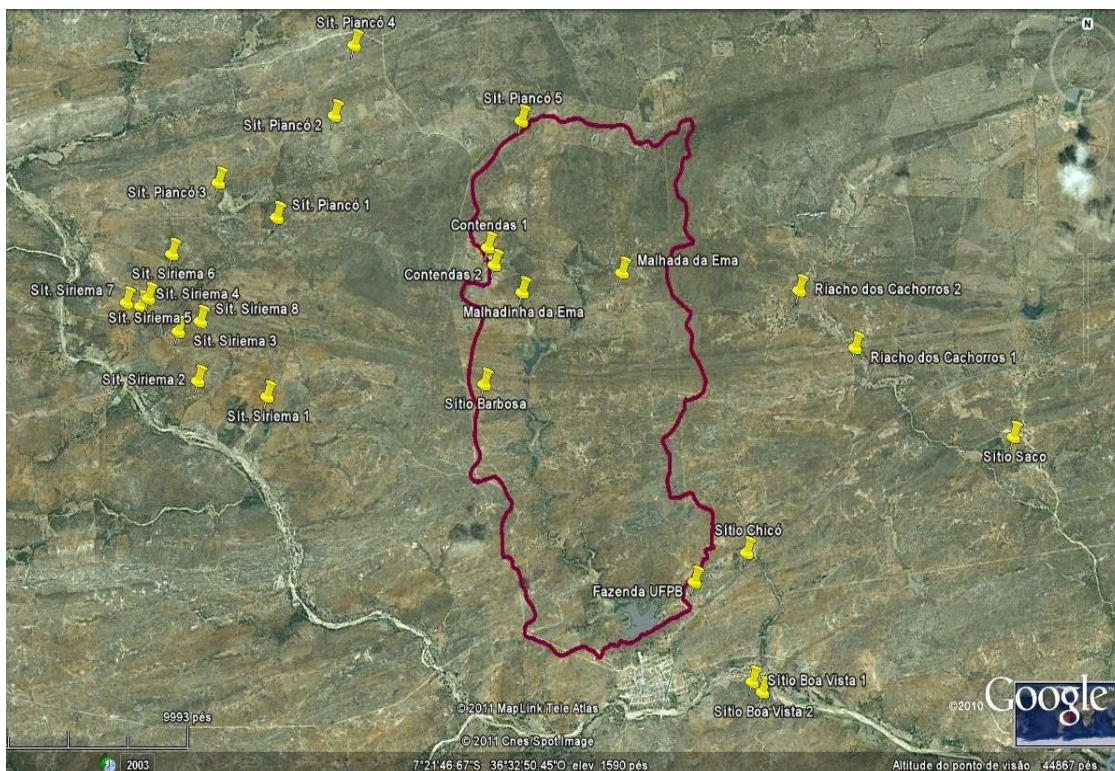 Sít. Piancó 4
N
Sít. Piancó 5
Sít. Piancó 2
Sít. Piancó 3
Sít. Piancó 1
Contendas 1
Contendas 2
Malhada da Ema
Sít. Siriema 6
Riacho dos Cachorros 2
Sít. Siriema 7
Sít. Siriema 4
Malhadinha da Ema
Sít. Siriema 5
Sít. Siriema 8
Sít. Siriema 3
Riacho dos Cachorros 1
Sít. Siriema 2
Sítio Barbosa
Sít. Siriema 1
Sítio Saco
Sítio Chicó
Fazenda UFPB
Sítio Boa Vista 1
Sítio Boa Vista 2
© 2011 MapLink/Tele Atlas
©2010 Google
9993 pés
© 2011 Cnes/Spot Image
2003
7°21'46.67"S 36°32'50.45"O elev 1590 pés
Altitude do ponto de visão 44867 pés